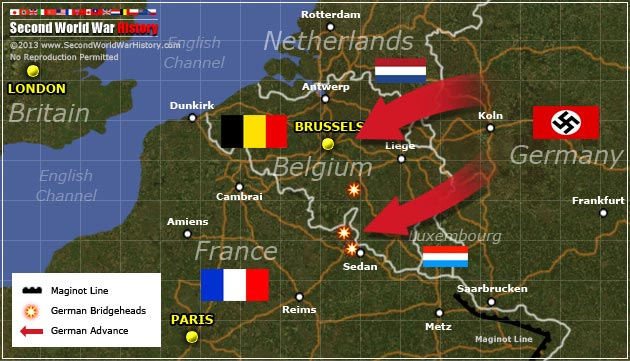 Second World War History
©2013 www.SecondWorldWarHistory.com
No Reproduction Permitted
Rotterdam
English
Channel
Netherlands
LONDON
Britain
Antwerp
Dunkirk
BRUSSELS
Koln
Liege
Germany
Belgium
English
Channel
Cambrai
Frankfurt
Amiens
Luxembourg
France
Sedan
Saarbrucken
Reims
Metz
PARIS
Maginot Line
Maginot Line
German Bridgeheads
German Advance